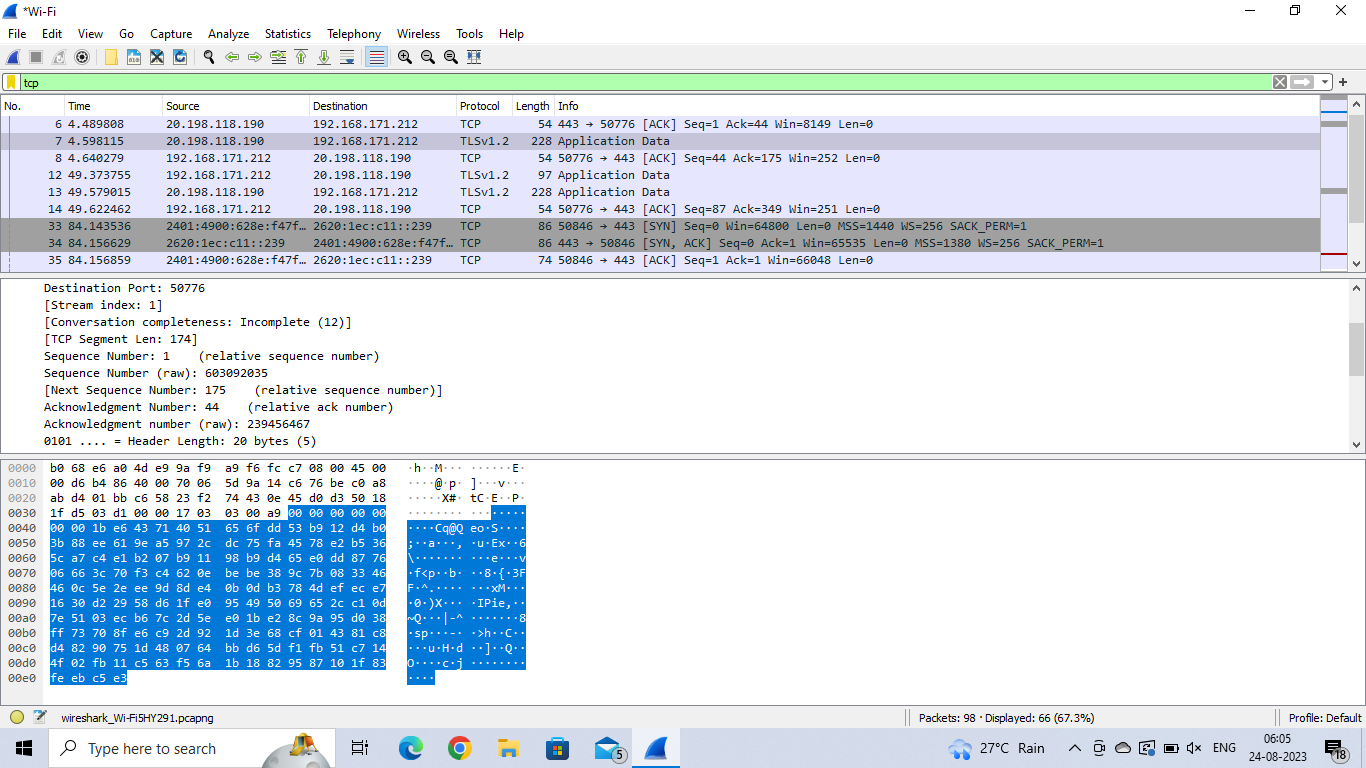 *Wi-Fi
File Edit View Go Capture Analyze Statistics Telephony Wireless Tools Help
tcp
No. Time Source Destination Protocol Length Info
6 4.489808 20.198.118.190 192.168.171.212 TCP 54 443 → 50776 [ACK] Seq=1 Ack=44 Win=8149 Len=0
7 4.598115 20.198.118.190 192.168.171.212 TLSv1.2 228 Application Data
8 4.640279 192.168.171.212 20.198.118.190 TCP 54 50776 → 443 [ACK] Seq=44 Ack=175 Win=252 Len=0
12 49.373755 192.168.171.212 20.198.118.190 TLSv1.2 97 Application Data
13 49.579015 20.198.118.190 192.168.171.212 TLSv1.2 228 Application Data
14 49.622462 192.168.171.212 20.198.118.190 TCP 54 50776 → 443 [ACK] Seq=87 Ack=349 Win=251 Len=0
33 84.143536 2401:4900:628e:f47f… 2620:1ec:c11::239 TCP 86 50846 → 443 [SYN] Seq=0 Win=64800 Len=0 MSS=1440 WS=256 SACK_PERM=1
34 84.156629 2620:1ec:c11::239 2401:4900:628e:f47f… TCP 86 443 → 50846 [SYN, ACK] Seq=0 Ack=1 Win=65535 Len=0 MSS=1380 WS=256 SACK_PERM=1
35 84.156859 2401:4900:628e:f47f… 2620:1ec:c11::239 TCP 74 50846 → 443 [ACK] Seq=1 Ack=1 Win=66048 Len=0
Destination Port: 50776
[Stream index: 1]
[Conversation completeness: Incomplete (12)]
[TCP Segment Len: 174]
Sequence Number: 1 (relative sequence number)
Sequence Number (raw): 603092035
[Next Sequence Number: 175 (relative sequence number)]
Acknowledgment Number: 44 (relative ack number)
Acknowledgment number (raw): 239456467
0101 .... = Header Length: 20 bytes (5)
0000 b0 68 e6 a0 4d e9 9a f9 a9 f6 fc c7 08 00 45 00 ·h··M··· ······E·
0010 00 d6 b4 86 40 00 70 06 5d 9a 14 c6 76 be c0 a8 ····@·p· ]···v···
0020 ab d4 01 bb c6 58 23 f2 74 43 0e 45 d0 d3 50 18 ·····X#· tC·E··P·
0030 1f d5 03 d1 00 00 17 03 03 00 a9 00 00 00 00 00 ········ ········
0040 00 00 1b e6 43 71 40 51 65 6f dd 53 b9 12 d4 b0 ····Cq@Q eo·S····
0050 3b 88 ee 61 9e a5 97 2c dc 75 fa 45 78 e2 b5 36 ;··a···, ·u·Ex··6
0060 5c a7 c4 e1 b2 07 b9 11 98 b9 d4 65 e0 dd 87 76 \······· ···e···v
0070 06 66 3c 70 f3 c4 62 0e be be 38 9c 7b 08 33 46 ·f<p··b· ··8·{·3F
0080 46 0c 5e 2e ee 9d 8d e4 0b 0d b3 78 4d ef ec e7 F·^.···· ···xM···
0090 16 30 d2 29 58 d6 1f e0 95 49 50 69 65 2c c1 0d ·0·)X··· ·IPie,··
00a0 7e 51 03 ec b6 7c 2d 5e e0 1b e2 8c 9a 95 d0 38 ~Q···|-^ ·······8
00b0 ff 73 70 8f e6 c9 2d 92 1d 3e 68 cf 01 43 81 c8 ·sp···-· ·>h··C··
00c0 d4 82 90 75 1d 48 07 64 bb d6 5d f1 fb 51 c7 14 ···u·H·d ··]··Q··
00d0 4f 02 fb 11 c5 63 f5 6a 1b 18 82 95 87 10 1f 83 O····c·j ········
00e0 fe eb c5 e3 ····
wireshark_Wi-Fi5HY291.pcapng Packets: 98 · Displayed: 66 (67.3%) Profile: Default
Type here to search 5 27°C Rain ENG 06:05 24-08-2023 18